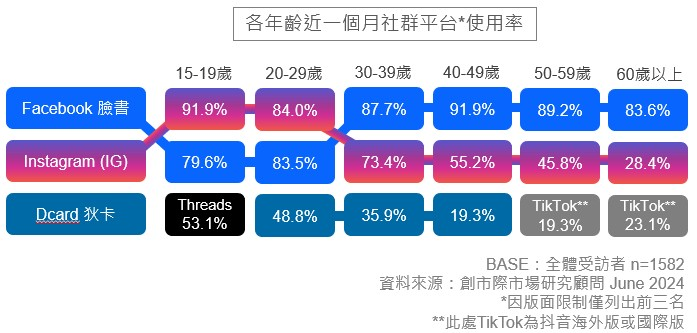 各年齡近一個月社群平台*使用率
15-19歲 20-29歲 30-39歲 40-49歲 50-59歲 60歲以上
Facebook 臉書 91.9% 84.0% 87.7% 91.9% 89.2% 83.6%
Instagram (IG) 79.6% 83.5% 73.4% 55.2% 45.8% 28.4%
Dcard 狄卡 Threads 53.1% 48.8% 35.9% 19.3% TikTok** 19.3% TikTok** 23.1%
BASE：全體受訪者 n=1582
資料來源：創市際市場研究顧問 June 2024
*因版面限制僅列出前三名
**此處TikTok為抖音海外版或國際版